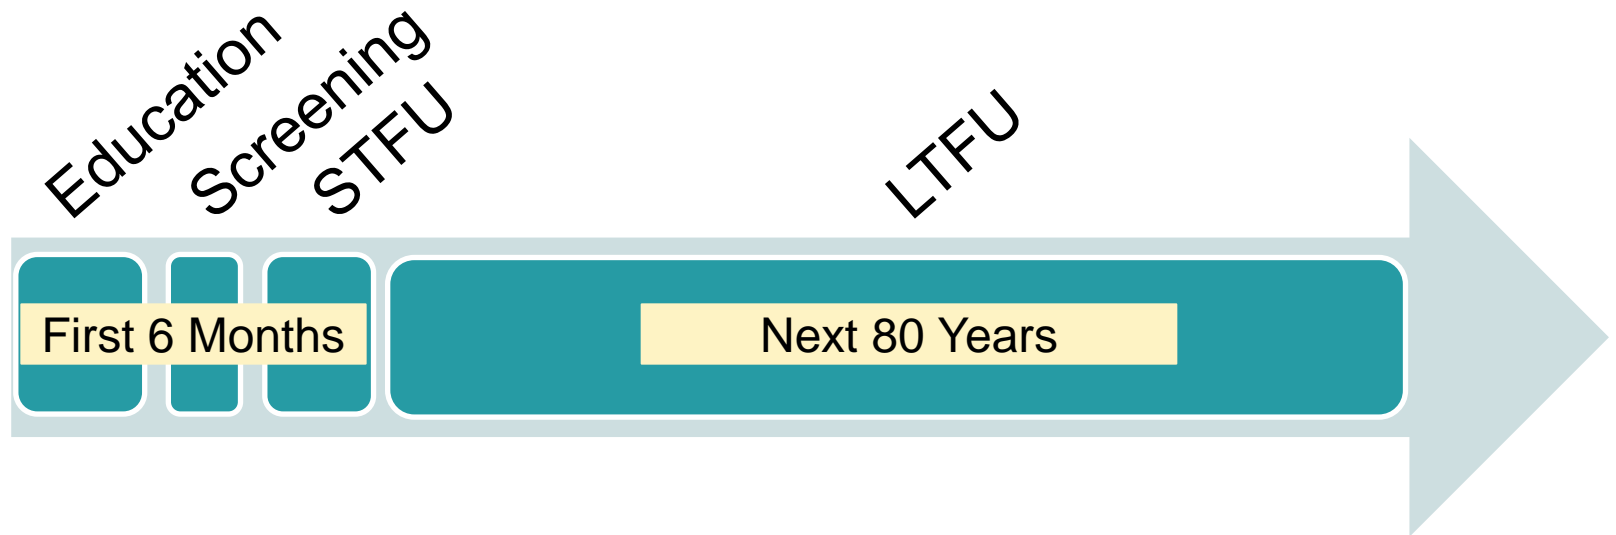 Education
Screening
STFU
LTFU
First 6 Months
Next 80 Years